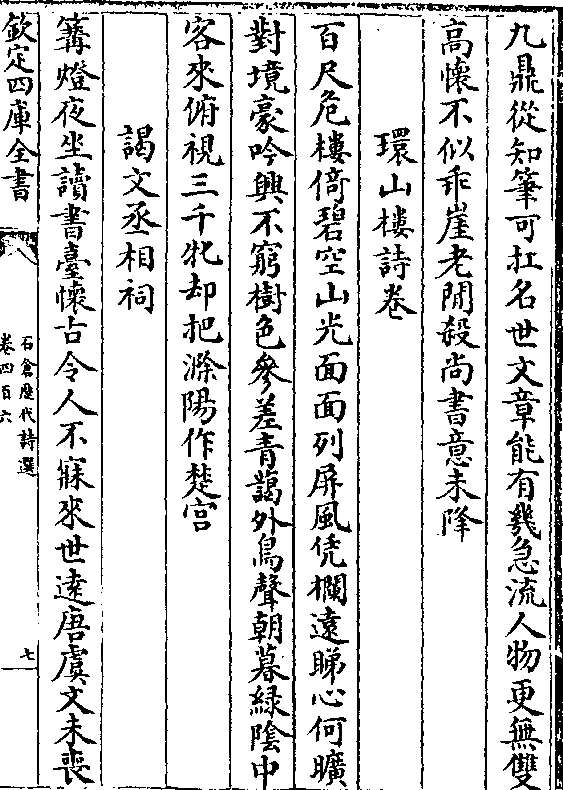 九鼎從知筆可扛名世文章能有幾急流人物更無雙
高懷不似乖崖老閒殺尚書意未降
環山樓詩卷
百尺危樓倚碧空山光面面列屏風凭欄遠睇心何曠
對境豪吟興不窮樹色參差青藹外鳥聲朝暮緑陰中
客來俯視三千牝却把滁陽作楚宫
謁文丞相祠
篝燈夜坐讀書臺懷古令人不寐來世逺唐虞文未喪
欽定四庫全書
石倉歷代詩選
卷四百六
七